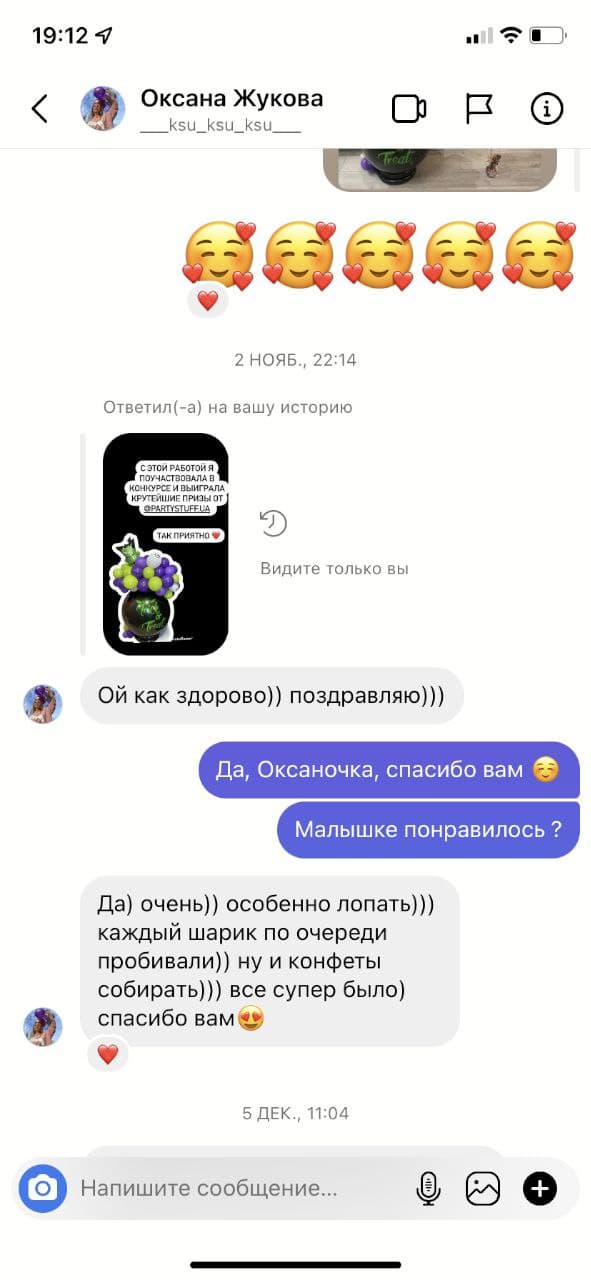 19:12
Оксана Жукова
___ksu_ksu_ksu___
Treat
2 НОЯБ., 22:14
Ответил(-а) на вашу историю
С ЭТОЙ РАБОТОЙ Я
ПОУЧАСТВОВАЛА В
КОНКУРСЕ И ВЫИГРАЛА
КРУТЕЙШИЕ ПРИЗЫ ОТ
@PARTYSTUFF.UA
ТАК ПРИЯТНО ❤️
Trick
or
Treat
Видите только вы
Ой как здорово)) поздравляю)))
Да, Оксаночка, спасибо вам ☺️
Малышке понравилось ?
Да) очень)) особенно лопать)))
каждый шарик по очереди
пробивали)) ну и конфеты
собирать))) все супер было)
спасибо вам😍
5 ДЕК., 11:04
Напишите сообщение...